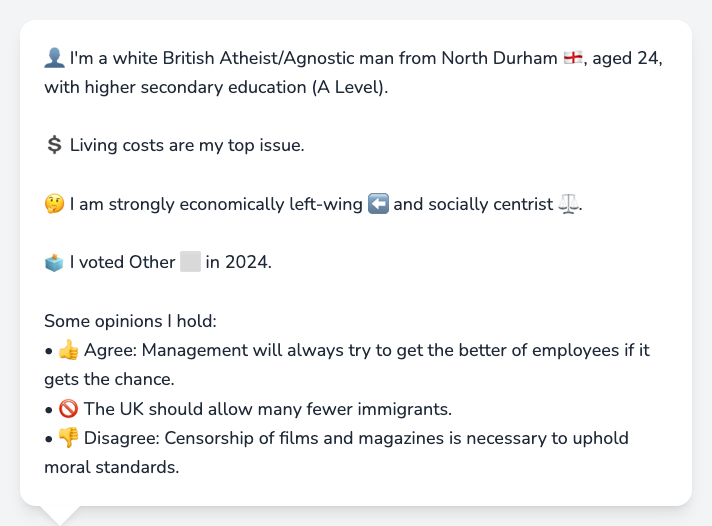 👤 I'm a white British Atheist/Agnostic man from North Durham 🏴󠁧󠁢󠁥󠁮󠁧󠁿, aged 24,
with higher secondary education (A Level).
💲 Living costs are my top issue.
🤔 I am strongly economically left-wing ⬅️ and socially centrist ⚖️.
🗳️ I voted Other ⬜ in 2024.
Some opinions I hold:
• 👍 Agree: Management will always try to get the better of employees if it
gets the chance.
• 🚫 The UK should allow many fewer immigrants.
• 👎 Disagree: Censorship of films and magazines is necessary to uphold
moral standards.